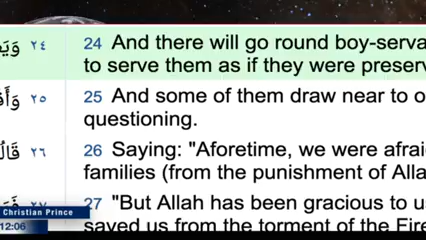 ٢٤ 24 And there will go round boy-serva
to serve them as if they were preserv
٢٥ 25 And some of them draw near to o
questioning.
٢٦ 26 Saying: "Aforetime, we were afrai
families (from the punishment of Alla
٢٧ 27 "But Allah has been gracious to u
saved us from the torment of the Fire
Christian Prince
12:06